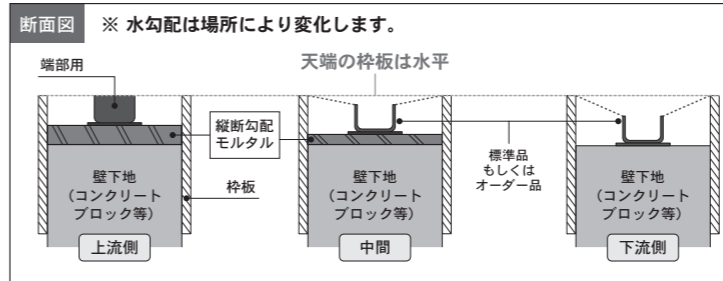 断面図
※ 水勾配は場所により変化します。
端部用
天端の枠板は水平
縦断勾配
モルタル
標準品
もしくは
オーダー品
枠板
壁下地
(コンクリート
ブロック等)
上流側
壁下地
(コンクリート
ブロック等)
中間
壁下地
(コンクリート
ブロック等)
下流側